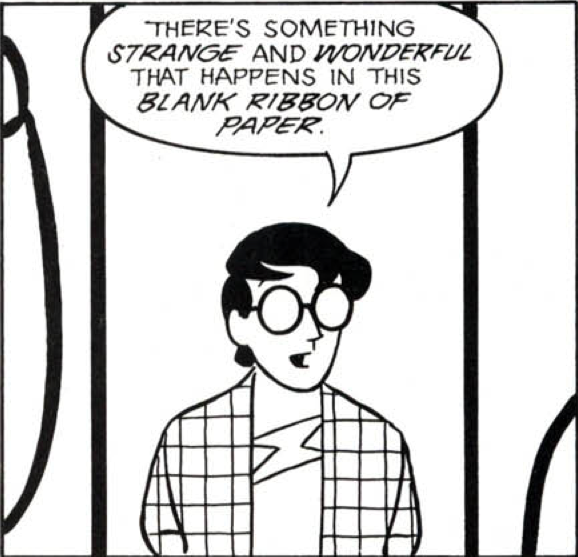 THERE'S SOMETHING
STRANGE AND WONDERFUL
THAT HAPPENS IN THIS
BLANK RIBBON OF
PAPER.